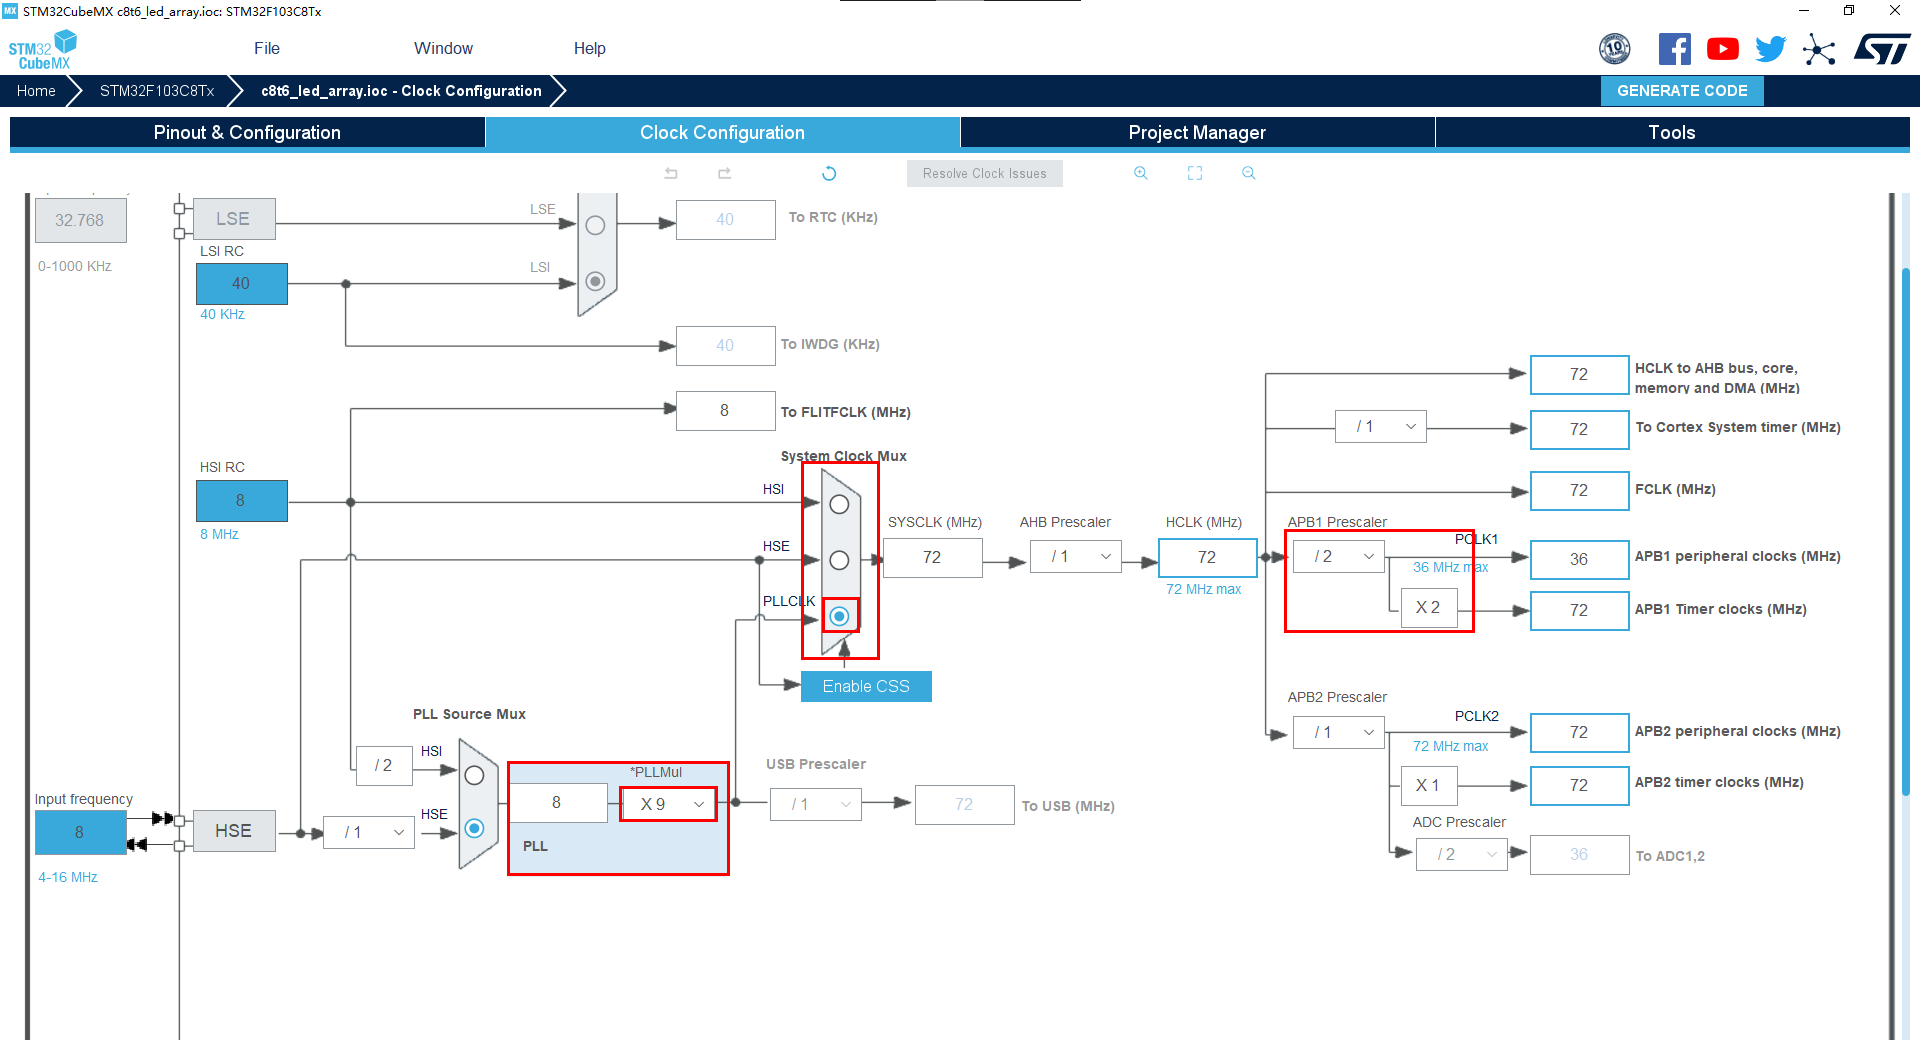 MX STM32CubeMX c8t6_led_array.ioc: STM32F103C8Tx
STM32
CubeMX
File
Window
Help
10
Home
STM32F103C8Tx
c8t6_led_array.ioc - Clock Configuration
GENERATE CODE
Pinout & Configuration
Clock Configuration
Project Manager
Tools
Resolve Clock Issues
32.768
0-1000 KHz
LSE
LSE
40
To RTC (KHz)
LSI RC
40
40 KHz
LSI
40
To IWDG (KHz)
8
To FLITFCLK (MHz)
HSI RC
8
8 MHz
System Clock Mux
HSI
HSE
PLLCLK
Enable CSS
SYSCLK (MHz)
72
AHB Prescaler
/ 1
HCLK (MHz)
72
72 MHz max
72
HCLK to AHB bus, core,
memory and DMA (MHz)
/ 1
72
To Cortex System timer (MHz)
72
FCLK (MHz)
APB1 Prescaler
/ 2
PCLK1
36 MHz max
36
APB1 peripheral clocks (MHz)
X 2
72
APB1 Timer clocks (MHz)
APB2 Prescaler
/ 1
PCLK2
72 MHz max
72
APB2 peripheral clocks (MHz)
X 1
72
APB2 timer clocks (MHz)
ADC Prescaler
/ 2
36
To ADC1,2
PLL Source Mux
/ 2
HSI
HSE
8
*PLLMul
X 9
PLL
USB Prescaler
/ 1
72
To USB (MHz)
Input frequency
8
4-16 MHz
HSE
/ 1